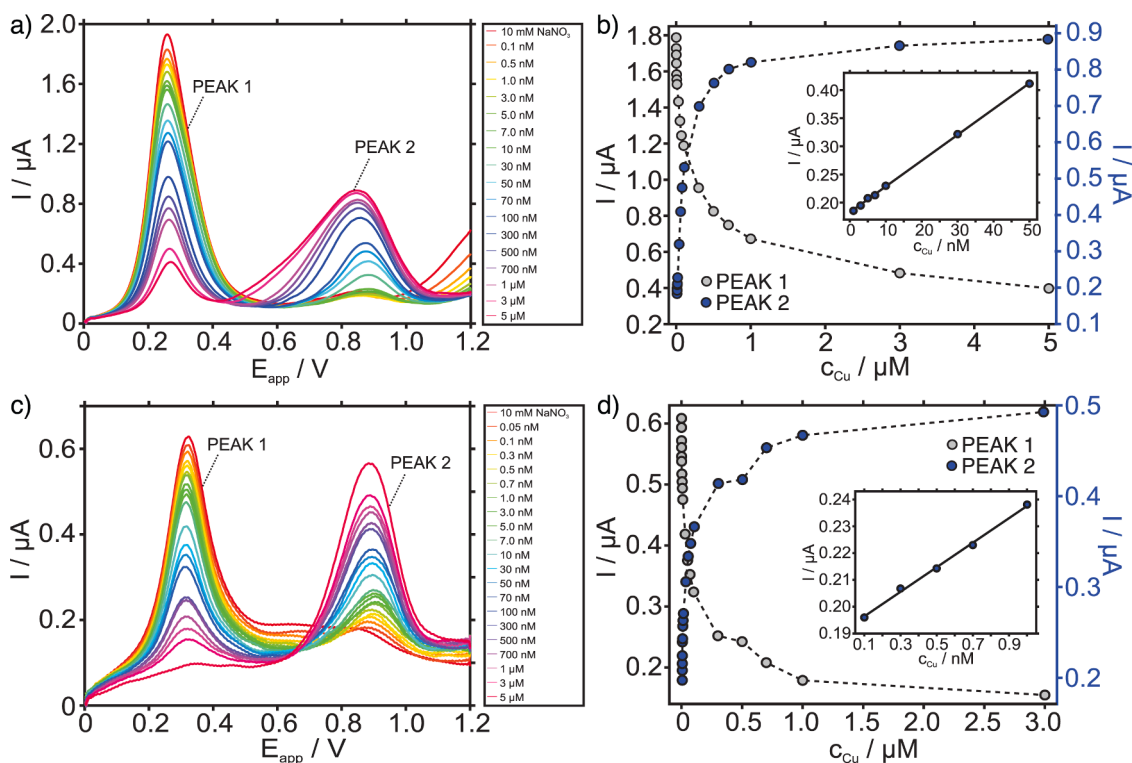 a)
I / µA
2.0
1.6
1.2
0.8
0.4
0
0 0.2 0.4 0.6 0.8 1.0 1.2
E_app / V
PEAK 1
PEAK 2
10 mM NaNO₃
0.1 nM
0.5 nM
1.0 nM
3.0 nM
5.0 nM
7.0 nM
10 nM
30 nM
50 nM
70 nM
100 nM
300 nM
500 nM
700 nM
1 µM
3 µM
5 µM
b)
I / µA
1.8
1.6
1.4
1.2
1.0
0.8
0.6
0.4
0.2
0 1 2 3 4 5
c_Cu / µM
0.9
0.8
0.7
0.6
0.5
0.4
0.3
0.2
0.1
I / µA
PEAK 1
PEAK 2
I / µA
0.40
0.35
0.30
0.25
0.20
0 10 20 30 40 50
c_Cu / nM
c)
I / µA
0.6
0.4
0.2
0
0 0.2 0.4 0.6 0.8 1.0 1.2
E_app / V
PEAK 1
PEAK 2
10 mM NaNO₃
0.05 nM
0.1 nM
0.3 nM
0.5 nM
0.7 nM
1.0 nM
3.0 nM
5.0 nM
7.0 nM
10 nM
30 nM
50 nM
70 nM
100 nM
300 nM
500 nM
700 nM
1 µM
3 µM
5 µM
d)
I / µA
0.6
0.5
0.4
0.3
0.2
0 0.5 1.0 1.5 2.0 2.5 3.0
c_Cu / µM
0.5
0.4
0.3
0.2
I / µA
PEAK 1
PEAK 2
I / µA
0.24
0.23
0.22
0.21
0.20
0.19
0.1 0.3 0.5 0.7 0.9
c_Cu / nM